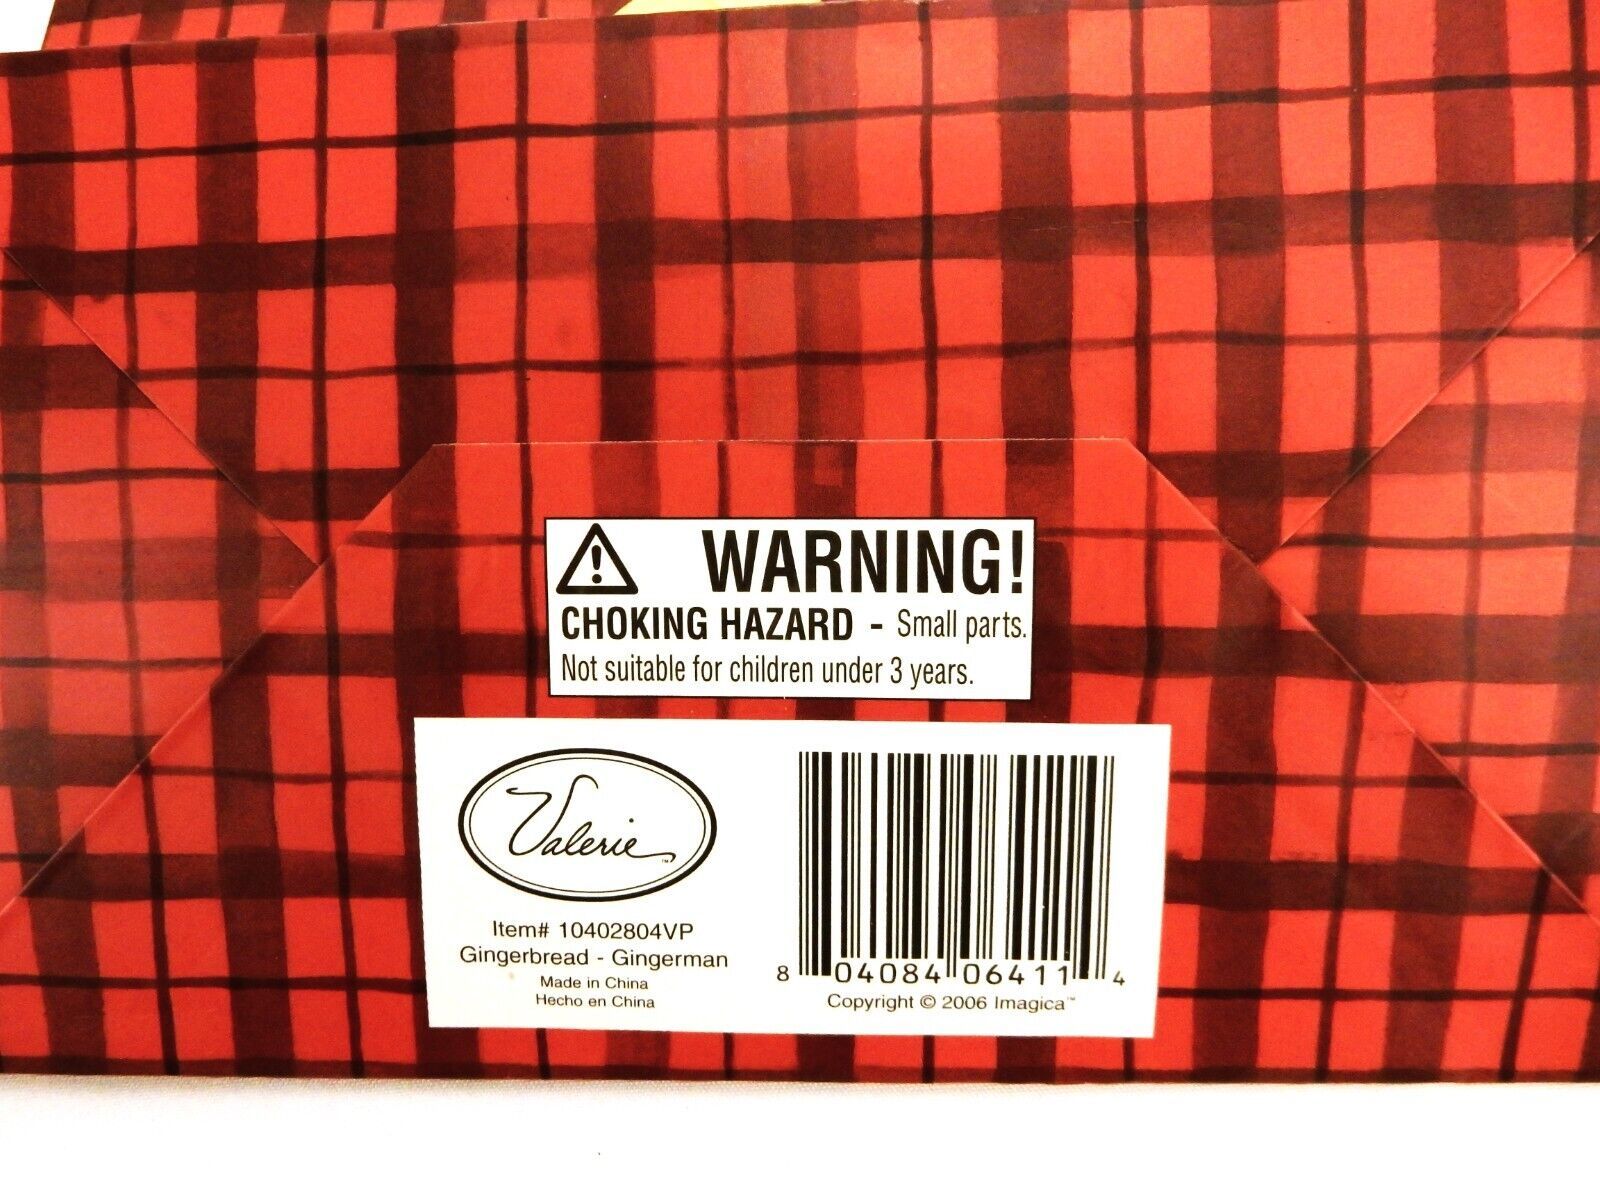 WARNING!
CHOKING HAZARD - Small parts.
Not suitable for children under 3 years.
Valerie™
Item# 10402804VP
Gingerbread - Gingerman
Made in China
Hecho en China
8 04084 06411 4
Copyright © 2006 Imagica™